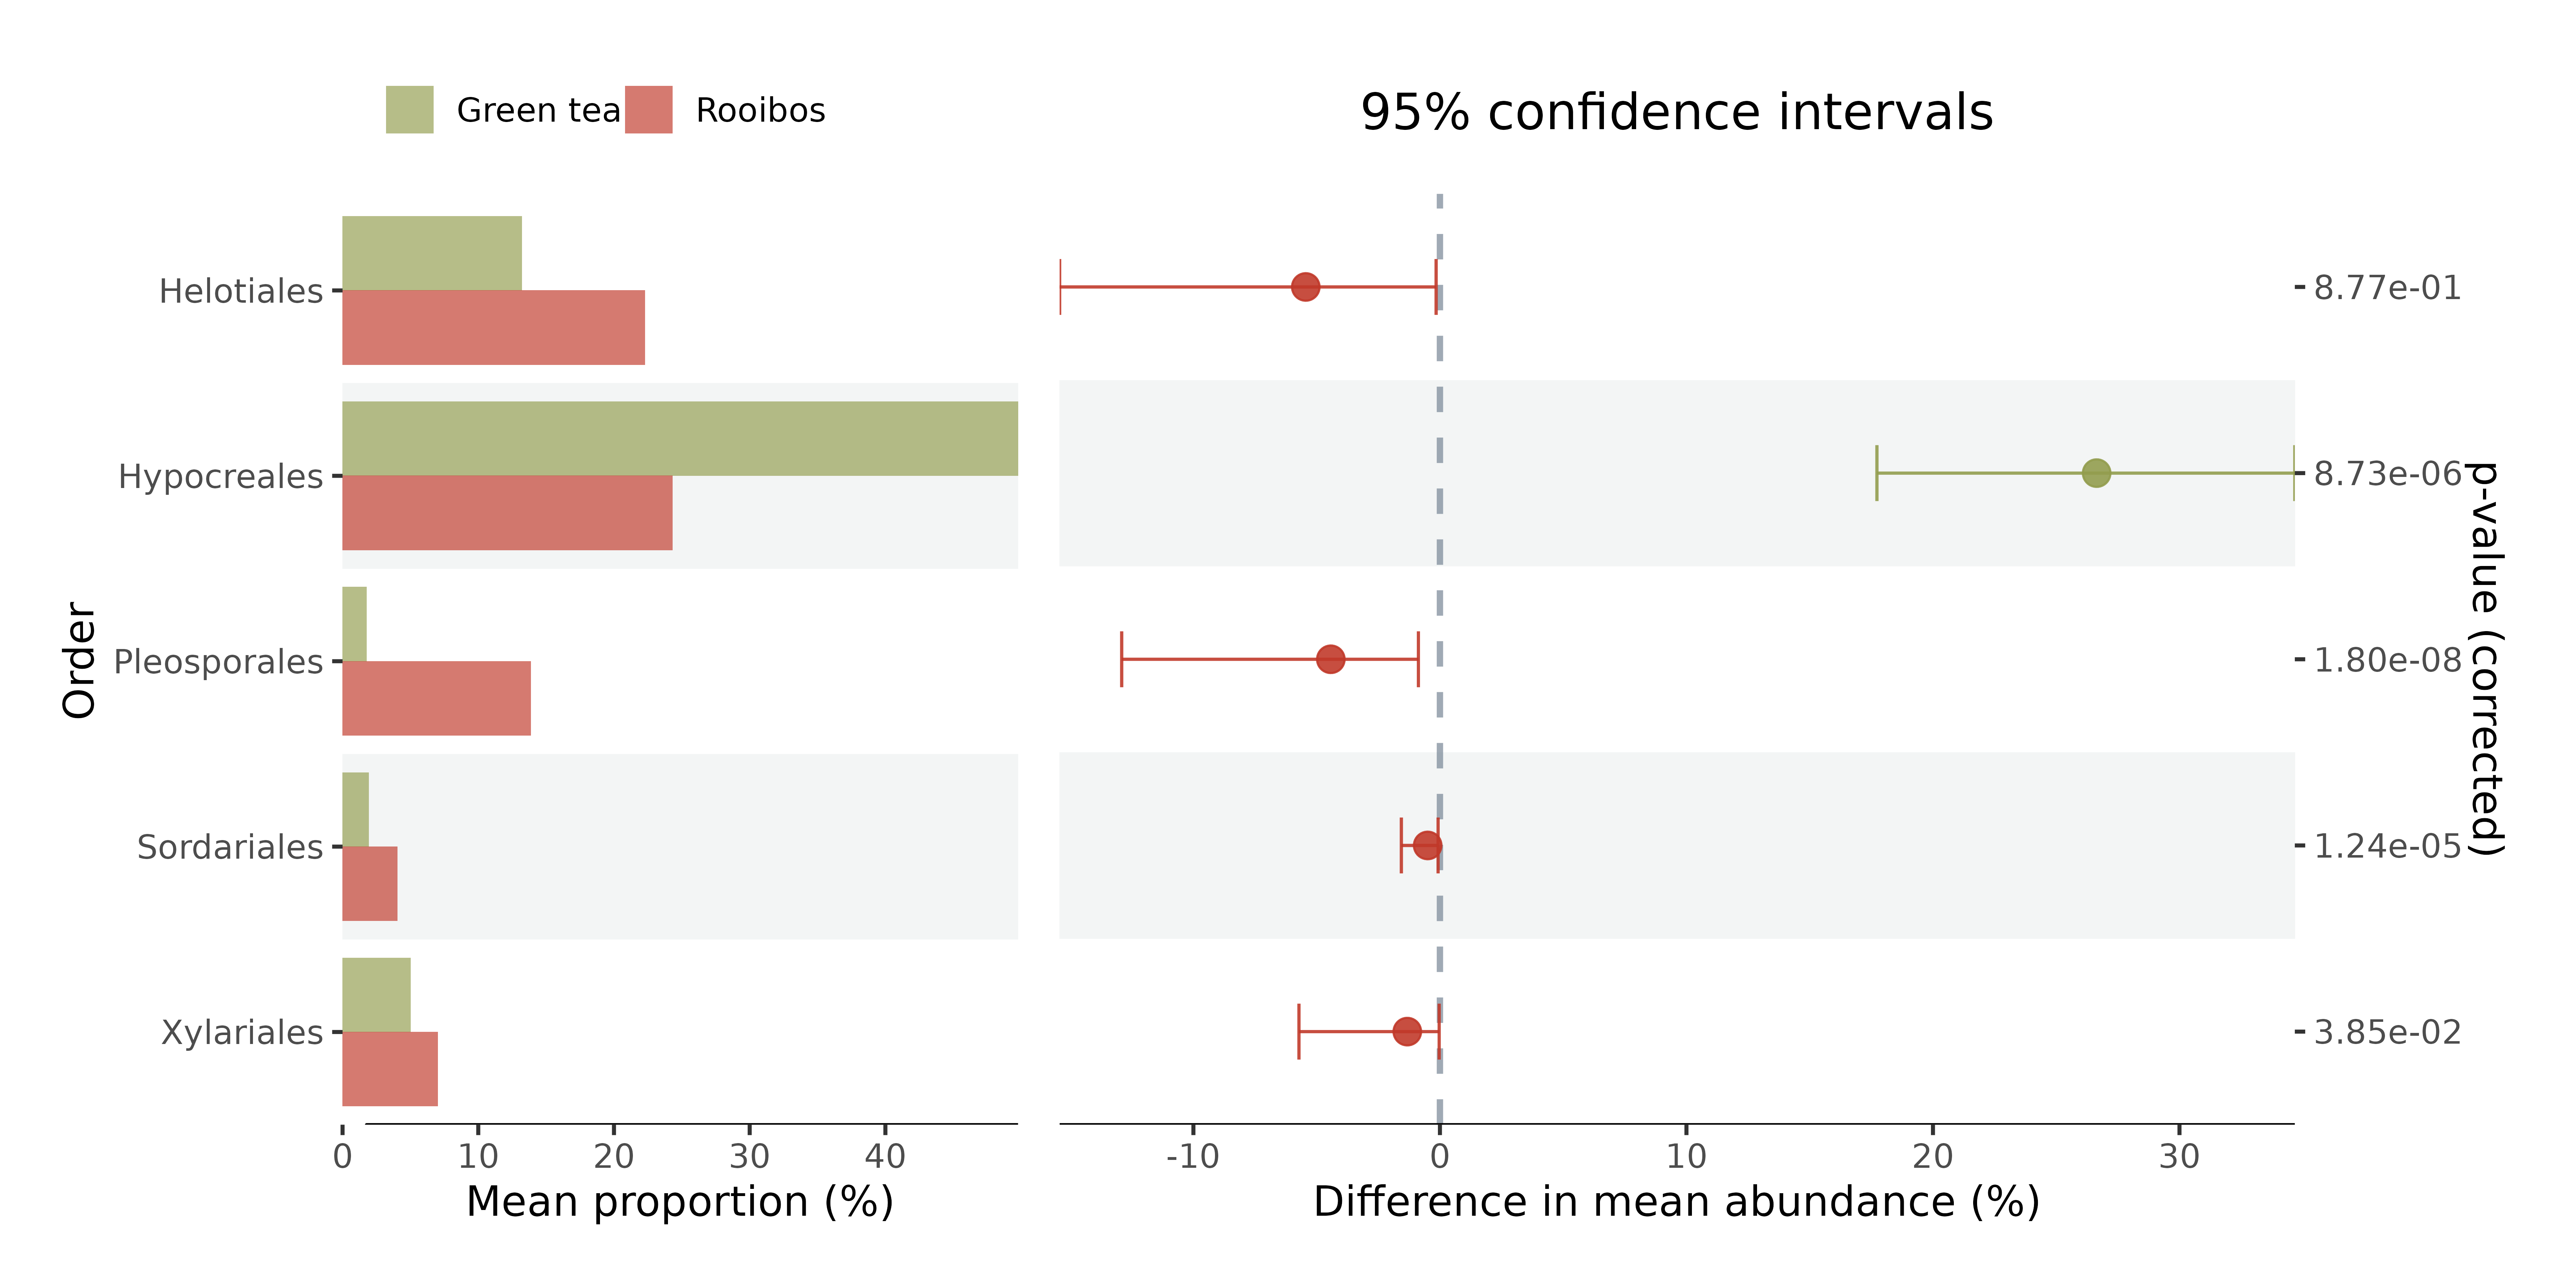 Green tea Rooibos
95% confidence intervals
Order
Helotiales
Hypocreales
Pleosporales
Sordariales
Xylariales
0 10 20 30 40
Mean proportion (%)
-10 0 10 20 30
Difference in mean abundance (%)
8.77e-01
8.73e-06
1.80e-08
1.24e-05
3.85e-02
p-value (corrected)